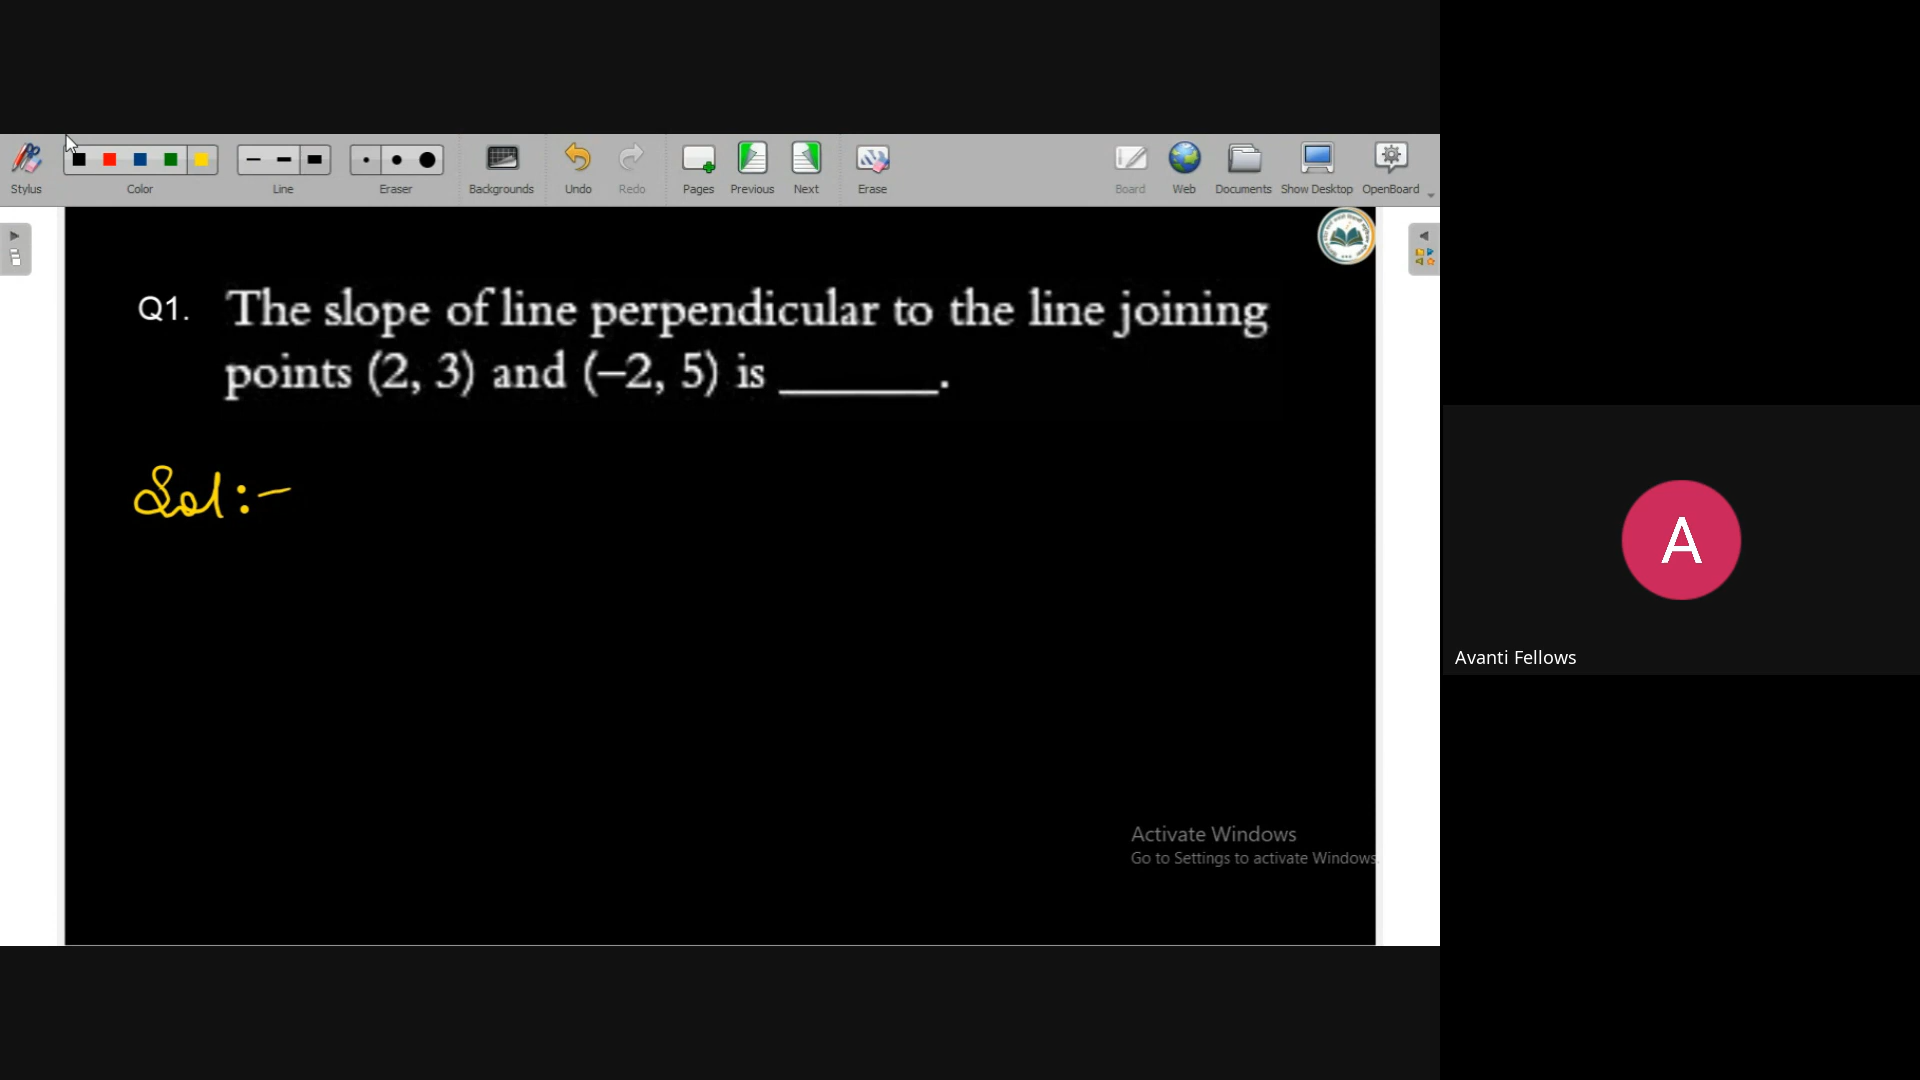 Stylus Color Line Eraser Backgrounds Undo Redo Pages Previous Next Erase Board Web Documents Show Desktop OpenBoard
Q1. The slope of line perpendicular to the line joining
points (2, 3) and (–2, 5) is ________.
Sol :-
A
Avanti Fellows
Activate Windows
Go to Settings to activate Windows.